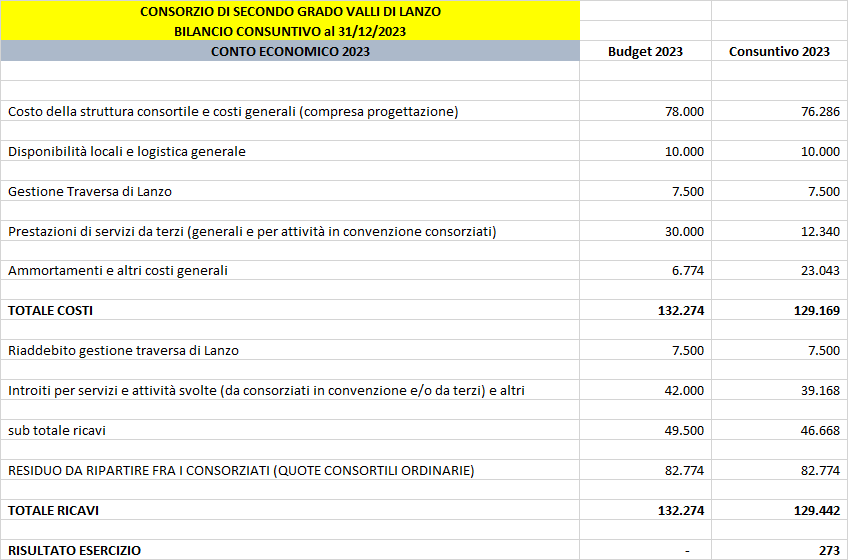 CONSORZIO DI SECONDO GRADO VALLI DI LANZO
BILANCIO CONSUNTIVO al 31/12/2023
CONTO ECONOMICO 2023 Budget 2023 Consuntivo 2023
Costo della struttura consortile e costi generali (compresa progettazione) 78.000 76.286
Disponibilità locali e logistica generale 10.000 10.000
Gestione Traversa di Lanzo 7.500 7.500
Prestazioni di servizi da terzi (generali e per attività in convenzione consorziati) 30.000 12.340
Ammortamenti e altri costi generali 6.774 23.043
TOTALE COSTI 132.274 129.169
Riaddebito gestione traversa di Lanzo 7.500 7.500
Introiti per servizi e attività svolte (da consorziati in convenzione e/o da terzi) e altri 42.000 39.168
sub totale ricavi 49.500 46.668
RESIDUO DA RIPARTIRE FRA I CONSORZIATI (QUOTE CONSORTILI ORDINARIE) 82.774 82.774
TOTALE RICAVI 132.274 129.442
RISULTATO ESERCIZIO - 273